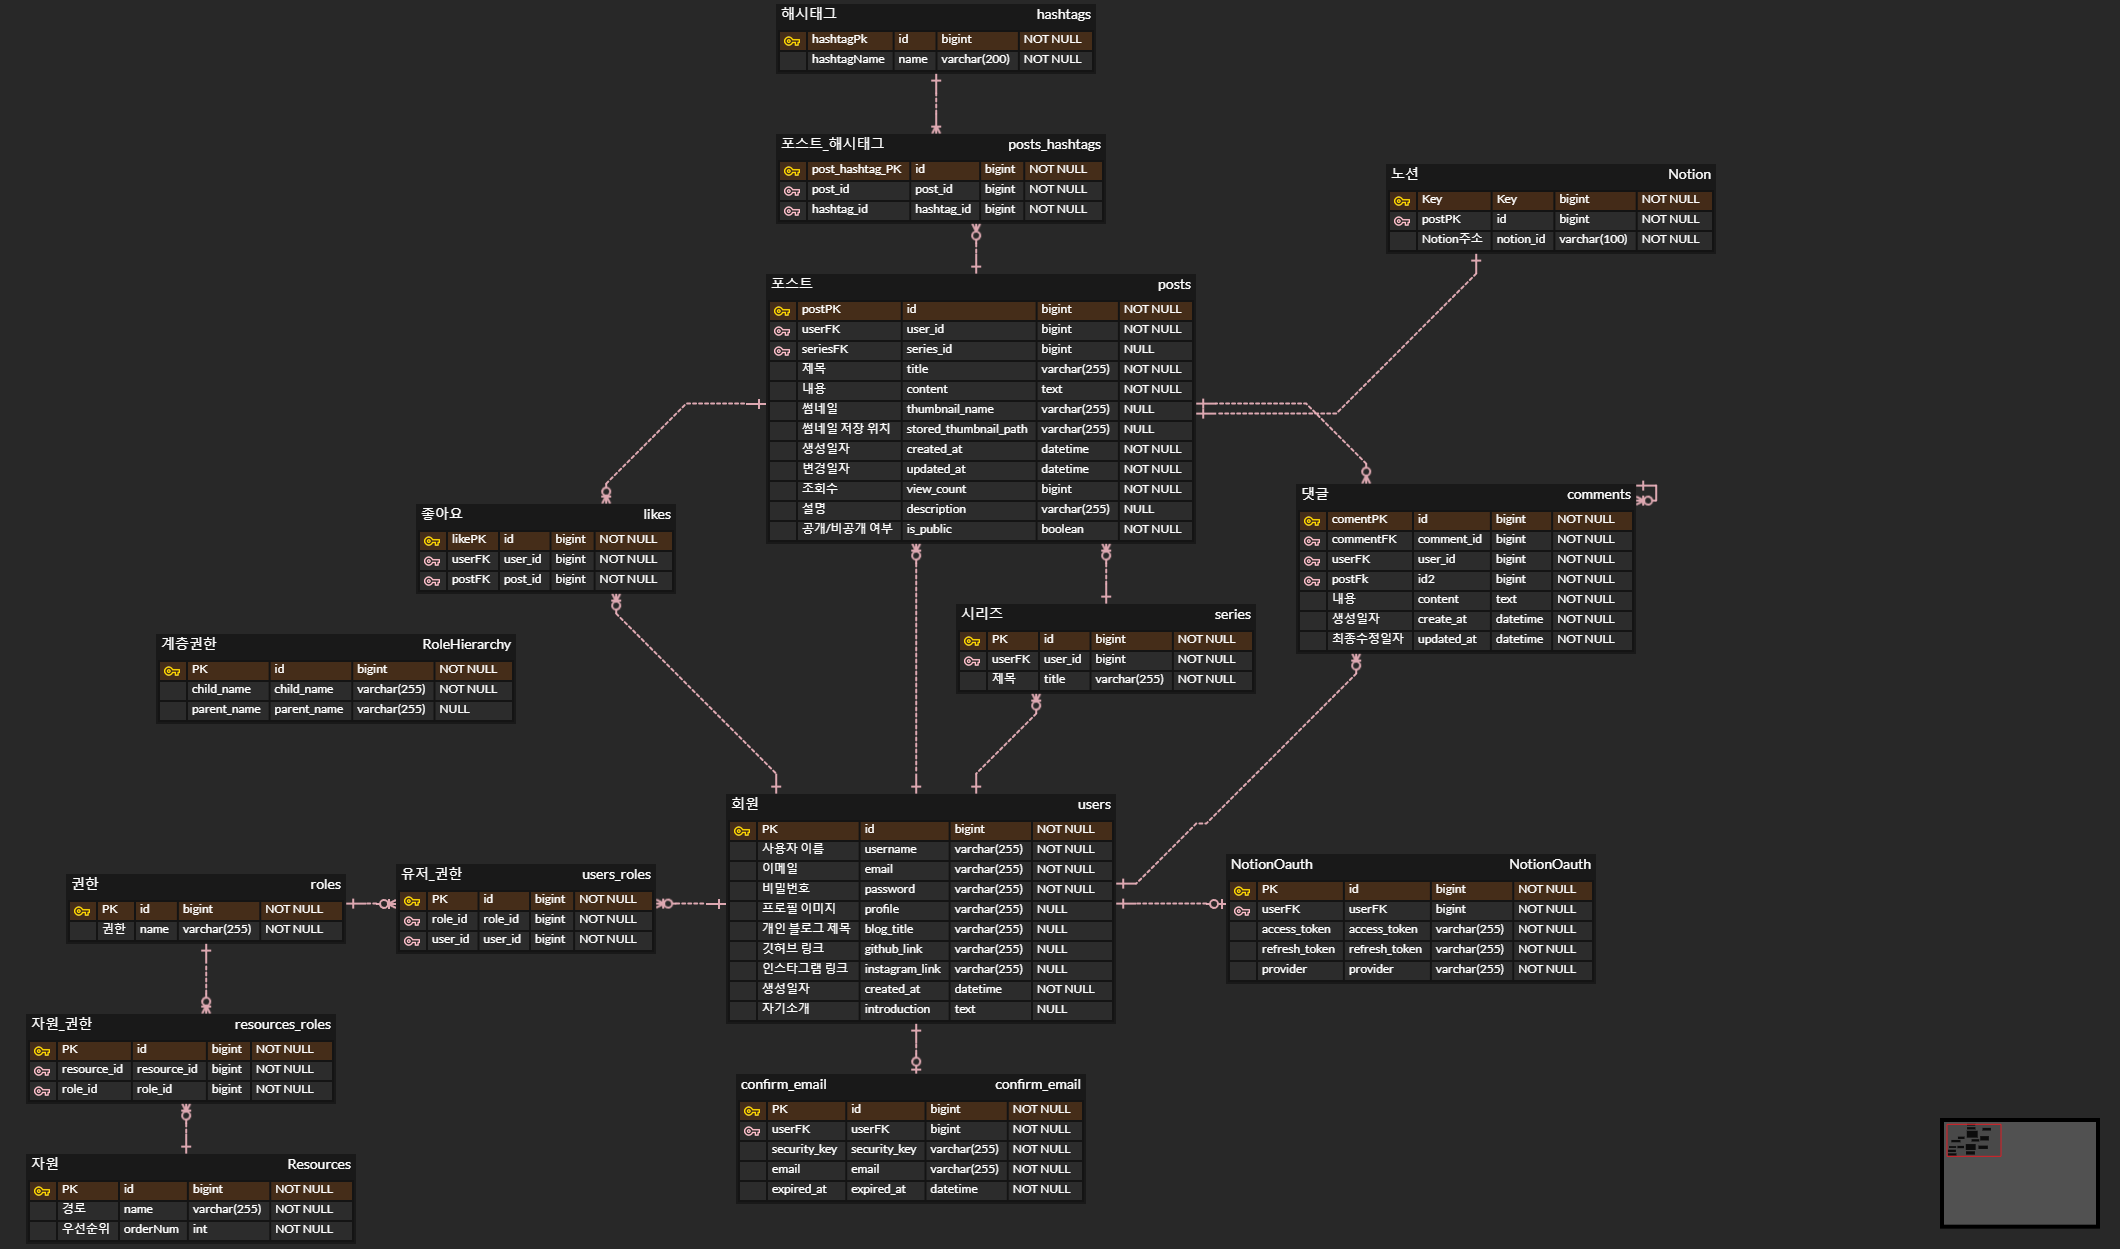 해시태그 hashtags
hashtagPk id bigint NOT NULL
hashtagName name varchar(200) NOT NULL
포스트_해시태그 posts_hashtags
post_hashtag_PK id bigint NOT NULL
post_id post_id bigint NOT NULL
hashtag_id hashtag_id bigint NOT NULL
노션 Notion
Key Key bigint NOT NULL
postPK id bigint NOT NULL
Notion주소 notion_id varchar(100) NOT NULL
포스트 posts
postPK id bigint NOT NULL
userFK user_id bigint NOT NULL
seriesFK series_id bigint NULL
제목 title varchar(255) NOT NULL
내용 content text NOT NULL
썸네일 thumbnail_name varchar(255) NULL
썸네일 저장 위치 stored_thumbnail_path varchar(255) NULL
생성일자 created_at datetime NOT NULL
변경일자 updated_at datetime NOT NULL
조회수 view_count bigint NOT NULL
설명 description varchar(255) NULL
공개/비공개 여부 is_public boolean NOT NULL
댓글 comments
comentPK id bigint NOT NULL
commentFK comment_id bigint NOT NULL
userFK user_id bigint NOT NULL
postFk id2 bigint NOT NULL
내용 content text NOT NULL
생성일자 create_at datetime NOT NULL
최종수정일자 updated_at datetime NOT NULL
좋아요 likes
likePK id bigint NOT NULL
userFK user_id bigint NOT NULL
postFK post_id bigint NOT NULL
시리즈 series
PK id bigint NOT NULL
userFK user_id bigint NOT NULL
제목 title varchar(255) NOT NULL
계층권한 RoleHierarchy
PK id bigint NOT NULL
child_name child_name varchar(255) NOT NULL
parent_name parent_name varchar(255) NULL
회원 users
PK id bigint NOT NULL
사용자 이름 username varchar(255) NOT NULL
이메일 email varchar(255) NOT NULL
비밀번호 password varchar(255) NOT NULL
프로필 이미지 profile varchar(255) NULL
개인 블로그 제목 blog_title varchar(255) NULL
깃허브 링크 github_link varchar(255) NULL
인스타그램 링크 instagram_link varchar(255) NULL
생성일자 created_at datetime NOT NULL
자기소개 introduction text NULL
NotionOauth NotionOauth
PK id bigint NOT NULL
userFK userFK bigint NOT NULL
access_token access_token varchar(255) NOT NULL
refresh_token refresh_token varchar(255) NOT NULL
provider provider varchar(255) NOT NULL
유저_권한 users_roles
PK id bigint NOT NULL
role_id role_id bigint NOT NULL
user_id user_id bigint NOT NULL
권한 roles
PK id bigint NOT NULL
권한 name varchar(255) NOT NULL
자원_권한 resources_roles
PK id bigint NOT NULL
resource_id resource_id bigint NOT NULL
role_id role_id bigint NOT NULL
confirm_email confirm_email
PK id bigint NOT NULL
userFK userFK bigint NOT NULL
security_key security_key varchar(255) NOT NULL
email email varchar(255) NOT NULL
expired_at expired_at datetime NOT NULL
자원 Resources
PK id bigint NOT NULL
경로 name varchar(255) NOT NULL
우선순위 orderNum int NOT NULL